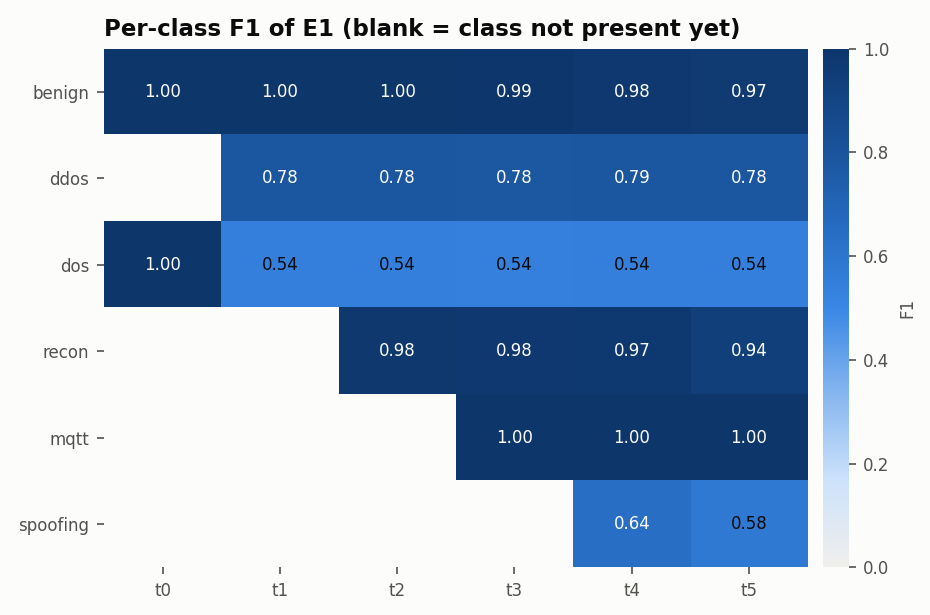 Per-class F1 of E1 (blank = class not present yet)
benign 1.00 1.00 1.00 0.99 0.98 0.97
ddos 0.78 0.78 0.78 0.79 0.78
dos 1.00 0.54 0.54 0.54 0.54 0.54
recon 0.98 0.98 0.97 0.94
mqtt 1.00 1.00 1.00
spoofing 0.64 0.58
t0 t1 t2 t3 t4 t5
1.0
0.8
0.6
0.4
0.2
0.0
F1